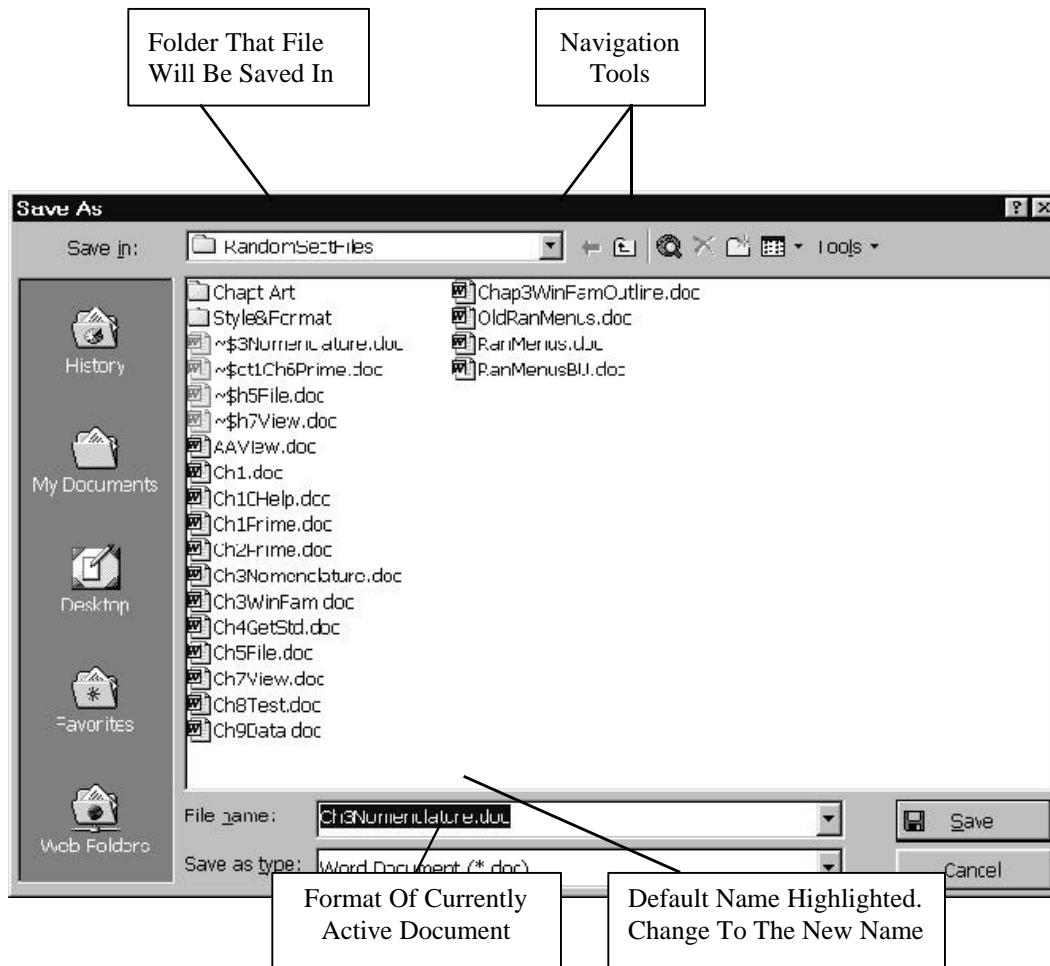 Folder That File
Will Be Saved In
Navigation
Tools
Save As
Save in:
RandomSectFiles
Tools
History
My Documents
Desktop
Favorites
Web Folders
Chapt Art
Style&Format
~$3Nomenclature.doc
~$ct1Ch6Prime.doc
~$h5File.doc
~$h7View.doc
AAView.doc
Ch1.doc
Ch10Help.doc
Ch1Prime.doc
Ch2Prime.doc
Ch3Nomenclature.doc
Ch3WinFam.doc
Ch4GetStd.doc
Ch5File.doc
Ch7View.doc
Ch8Test.doc
Ch9Data.doc
Chap3WinFamOutline.doc
OldRanMenus.doc
RanMenus.doc
RanMenusBU.doc
File name:
Ch3Nomenclature.doc
Save
Save as type:
Word Document (*.doc)
Cancel
Format Of Currently
Active Document
Default Name Highlighted.
Change To The New Name